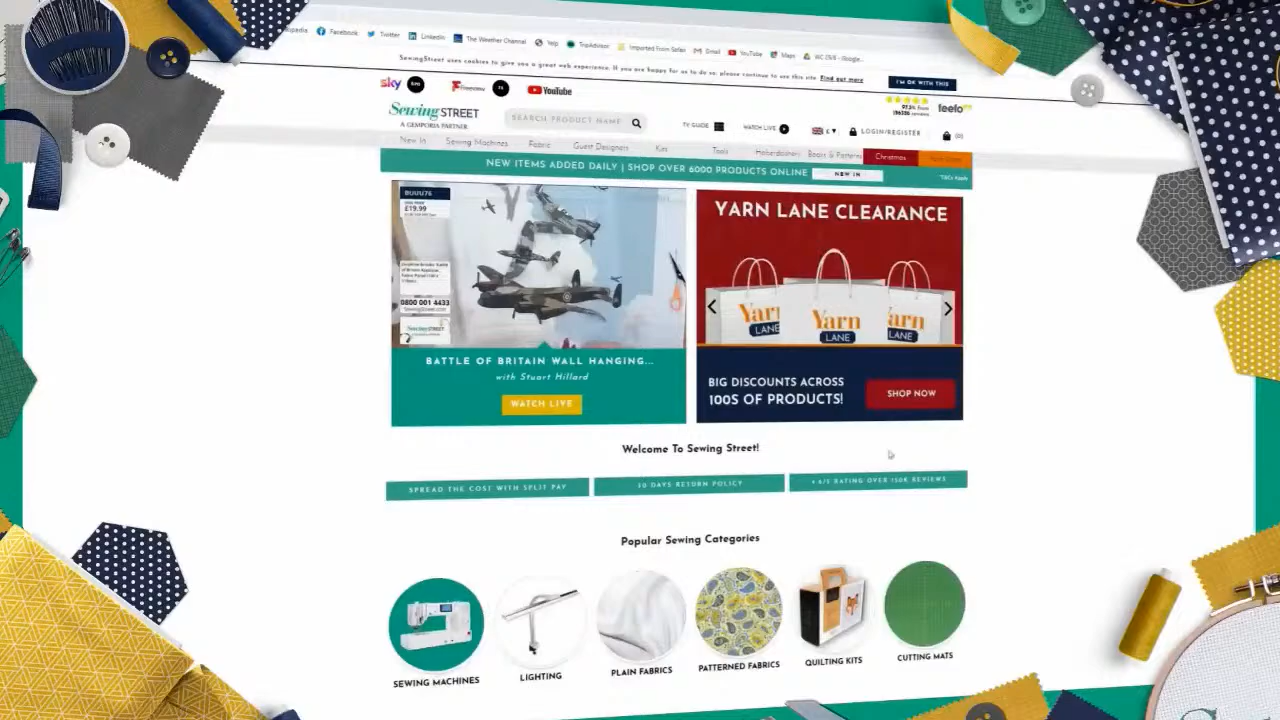 Facebook Twitter LinkedIn The Weather Channel Yelp TripAdvisor Imported From Safari Gmail YouTube Maps
SewingStreet uses cookies to give you a great web experience. If you are happy for us to do so, please continue to use this site. Find out more
I'M OK WITH THIS
sky
Freeview
YouTube
Sewing STREET
A GEMPORIA PARTNER
SEARCH PRODUCT NAME
TV GUIDE
WATCH LIVE
£
LOGIN/REGISTER
(0)
feefo
New In Sewing Machines Fabric Guest Designers Kits Tools Haberdashery Books & Patterns Christmas
NEW ITEMS ADDED DAILY | SHOP OVER 6000 PRODUCTS ONLINE
NEW IN
*T&Cs Apply
BUUU76
£19.99
0800 001 4433
SewingStreet.com
BATTLE OF BRITAIN WALL HANGING...
with Stuart Hillard
WATCH LIVE
YARN LANE CLEARANCE
Yarn LANE
Yarn LANE
Yarn LANE
BIG DISCOUNTS ACROSS
100S OF PRODUCTS!
SHOP NOW
Welcome To Sewing Street!
SPREAD THE COST WITH SPLIT PAY
30 DAYS RETURN POLICY
4.6/5 RATING OVER 150K REVIEWS
Popular Sewing Categories
SEWING MACHINES
LIGHTING
PLAIN FABRICS
PATTERNED FABRICS
QUILTING KITS
CUTTING MATS